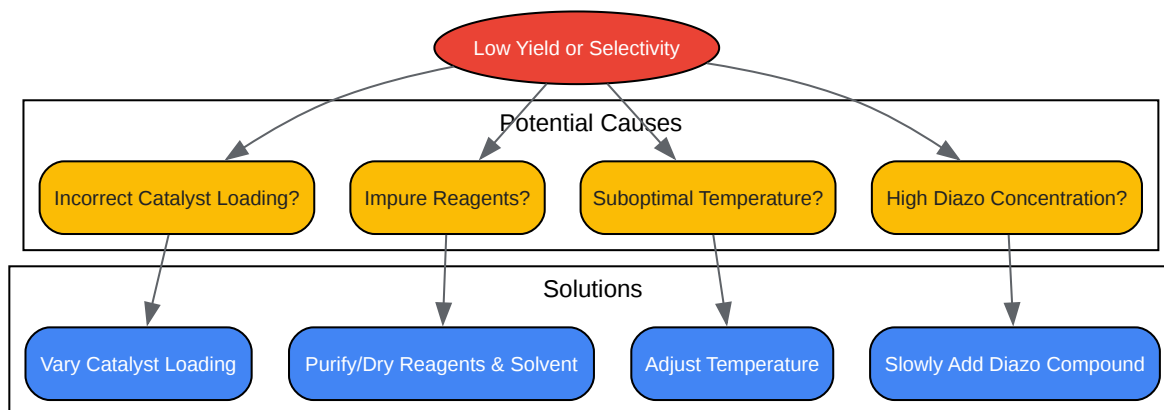 Low Yield or Selectivity
Potential Causes
Incorrect Catalyst Loading?
Impure Reagents?
Suboptimal Temperature?
High Diazo Concentration?
Solutions
Vary Catalyst Loading
Purify/Dry Reagents & Solvent
Adjust Temperature
Slowly Add Diazo Compound